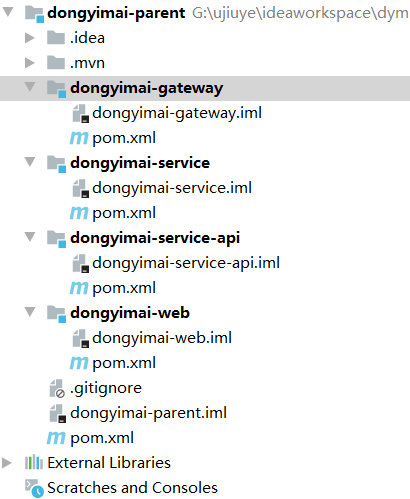 dongyimai-parent G:\ujiuye\ideaworkspace\dym
.idea
.mvn
dongyimai-gateway
dongyimai-gateway.iml
pom.xml
dongyimai-service
dongyimai-service.iml
pom.xml
dongyimai-service-api
dongyimai-service-api.iml
pom.xml
dongyimai-web
dongyimai-web.iml
pom.xml
.gitignore
dongyimai-parent.iml
pom.xml
External Libraries
Scratches and Consoles